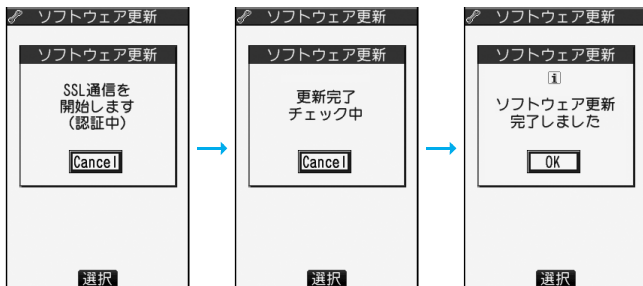 ソフトウェア更新
ソフトウェア更新
SSL通信を
開始します
(認証中)
Cancel
選択
ソフトウェア更新
ソフトウェア更新
更新完了
チェック中
Cancel
選択
ソフトウェア更新
ソフトウェア更新
i
ソフトウェア更新
完了しました
OK
選択